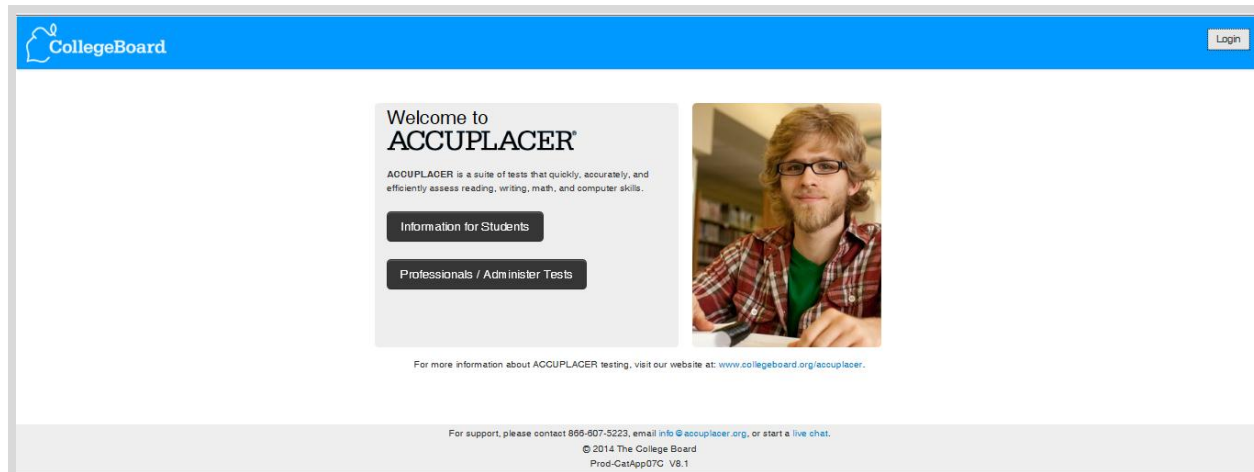 CollegeBoard
Login
Welcome to
ACCUPLACER®
ACCUPLACER is a suite of tests that quickly, accurately, and
efficiently assess reading, writing, math, and computer skills.
Information for Students
Professionals / Administer Tests
For more information about ACCUPLACER testing, visit our website at: www.collegeboard.org/accuplacer.
For support, please contact 866-607-5223, email info@accuplacer.org, or start a live chat.
© 2014 The College Board
Prod-CatApp07C V8.1